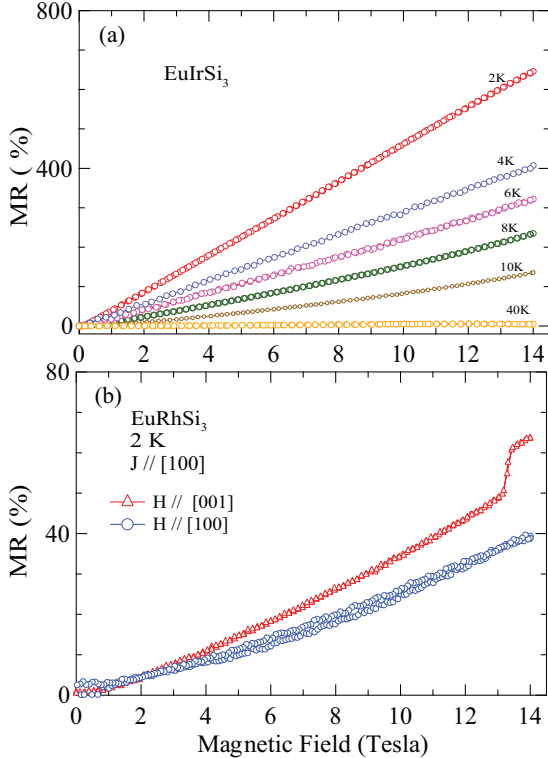 800
(a)
EuIrSi3
2K
MR ( %)
400
4K
6K
8K
10K
40K
0
0 2 4 6 8 10 12 14
80
(b)
EuRhSi3
2 K
J // [100]
H // [001]
H // [100]
MR (%)
40
0
0 2 4 6 8 10 12 14
Magnetic Field (Tesla)